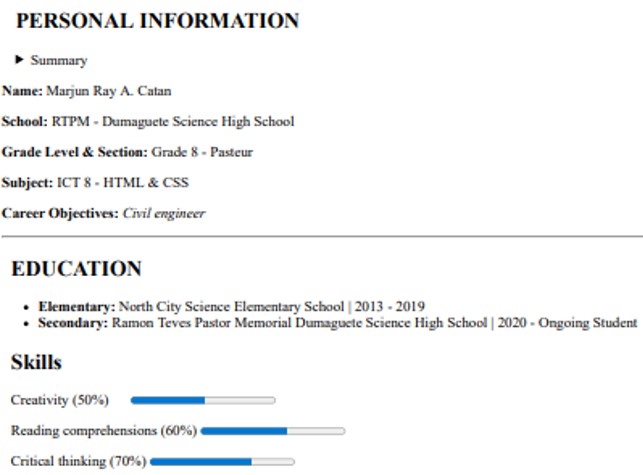 PERSONAL INFORMATION
Summary
Name: Marjun Ray A. Catan
School: RTPM - Dumaguete Science High School
Grade Level & Section: Grade 8 - Pasteur
Subject: ICT 8 - HTML & CSS
Career Objectives: Civil engineer
EDUCATION
• Elementary: North City Science Elementary School | 2013 - 2019
• Secondary: Ramon Teves Pastor Memorial Dumaguete Science High School | 2020 - Ongoing Student
Skills
Creativity (50%)
Reading comprehensions (60%)
Critical thinking (70%)